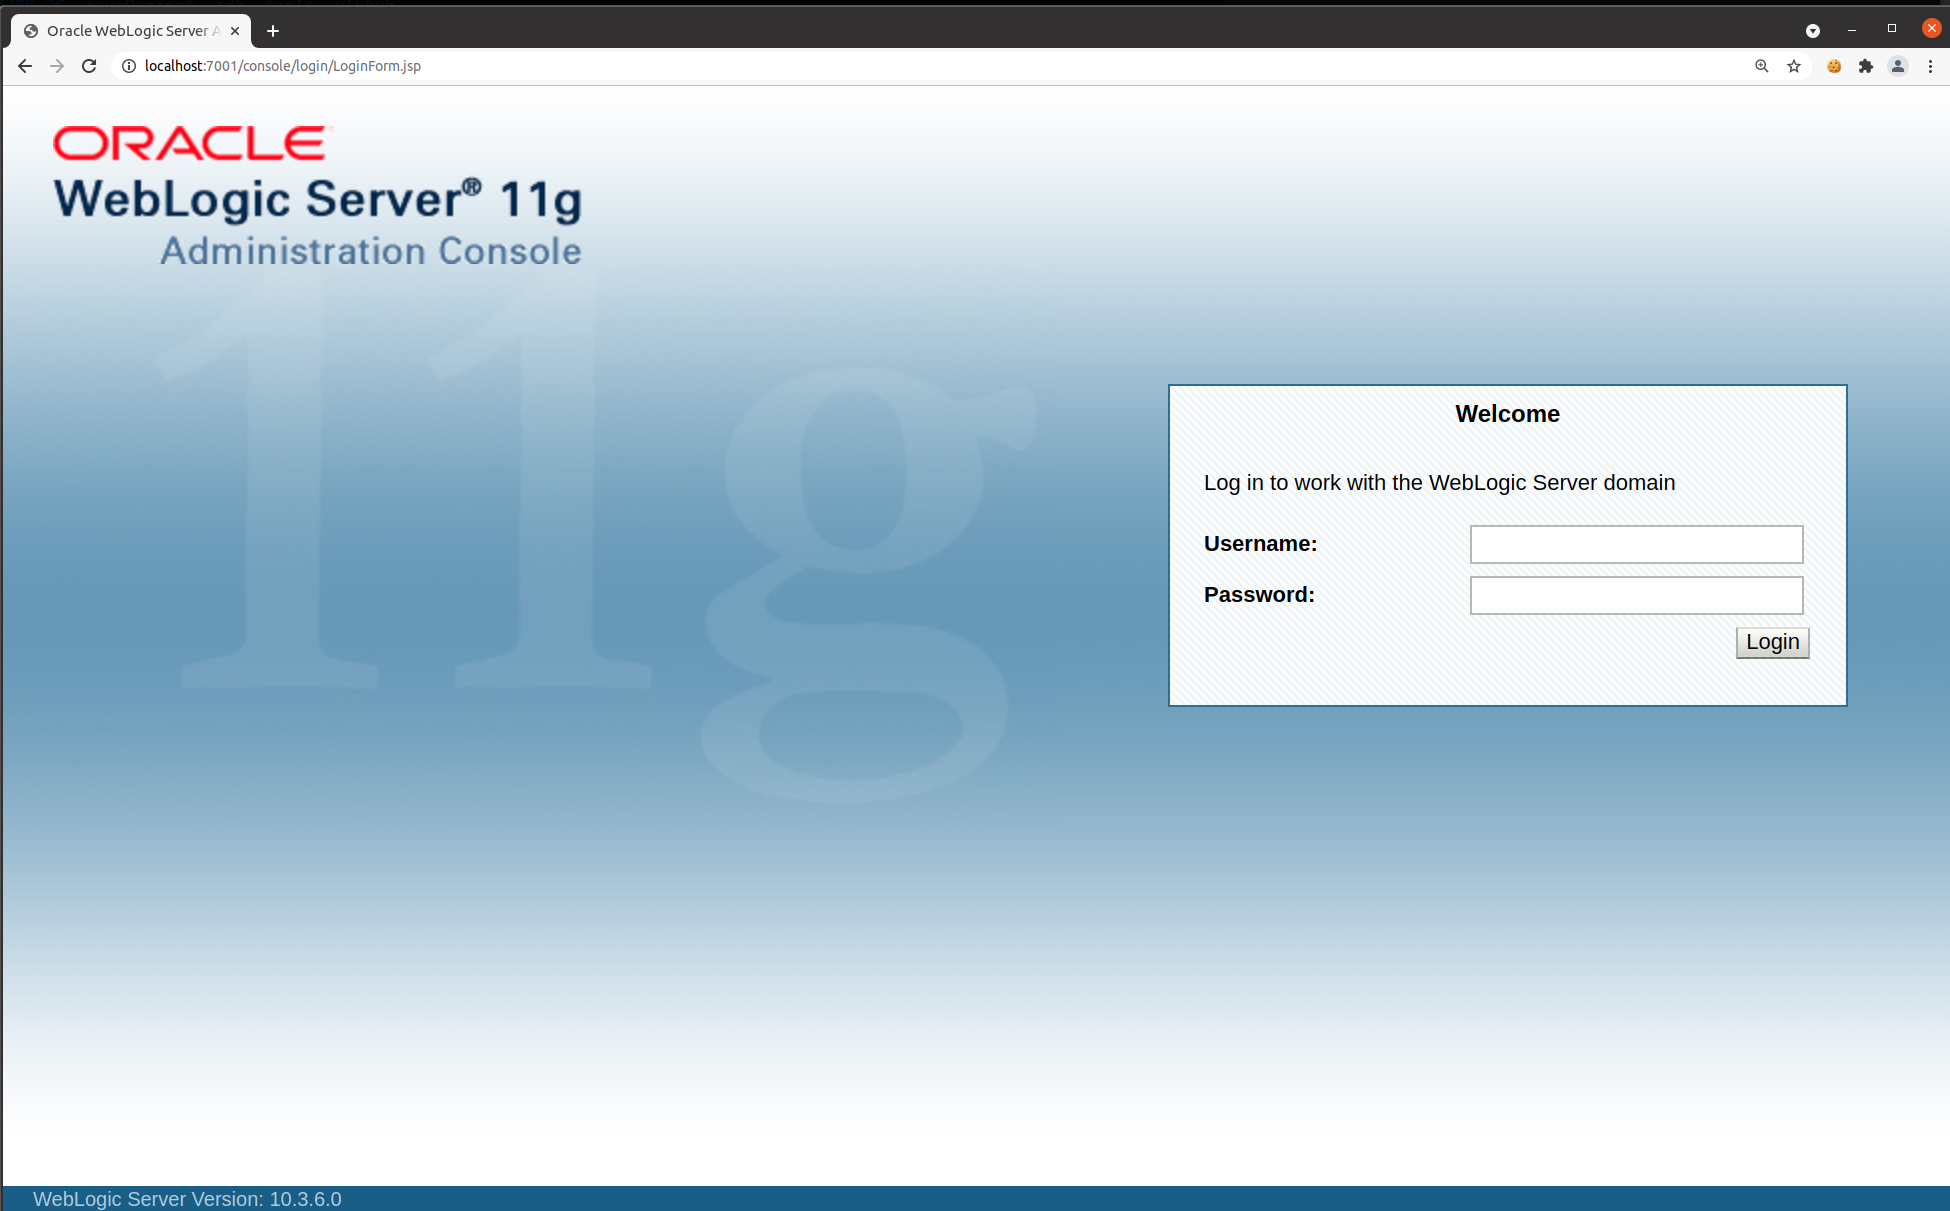 Oracle WebLogic Server A
localhost:7001/console/login/LoginForm.jsp
ORACLE
WebLogic Server® 11g
Administration Console
11g
Welcome
Log in to work with the WebLogic Server domain
Username:
Password:
Login
WebLogic Server Version: 10.3.6.0